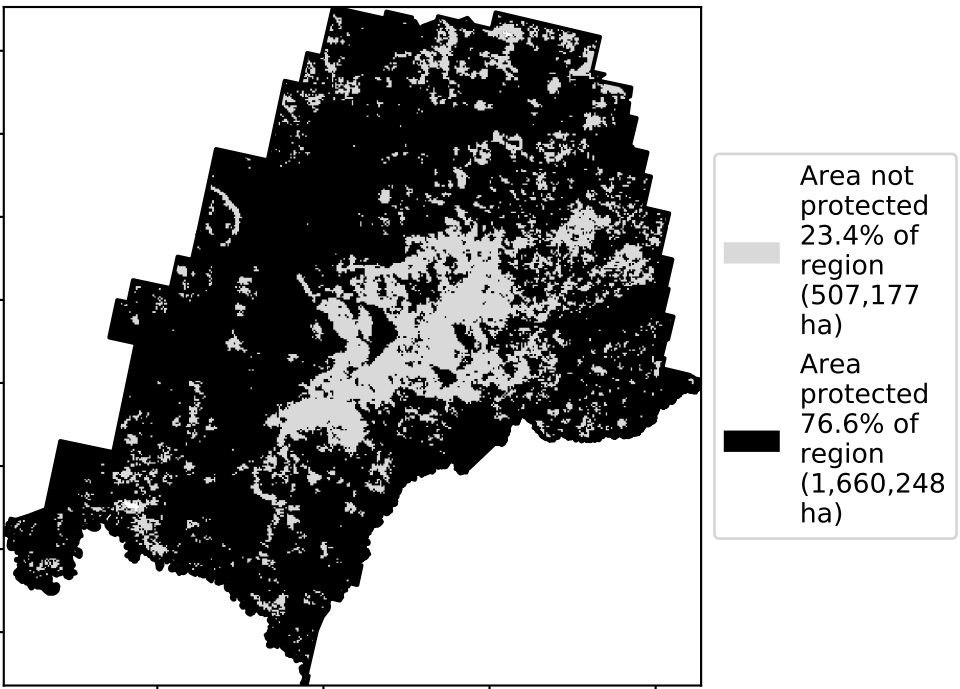 Area not
protected
23.4% of
region
(507,177
ha)
Area
protected
76.6% of
region
(1,660,248
ha)